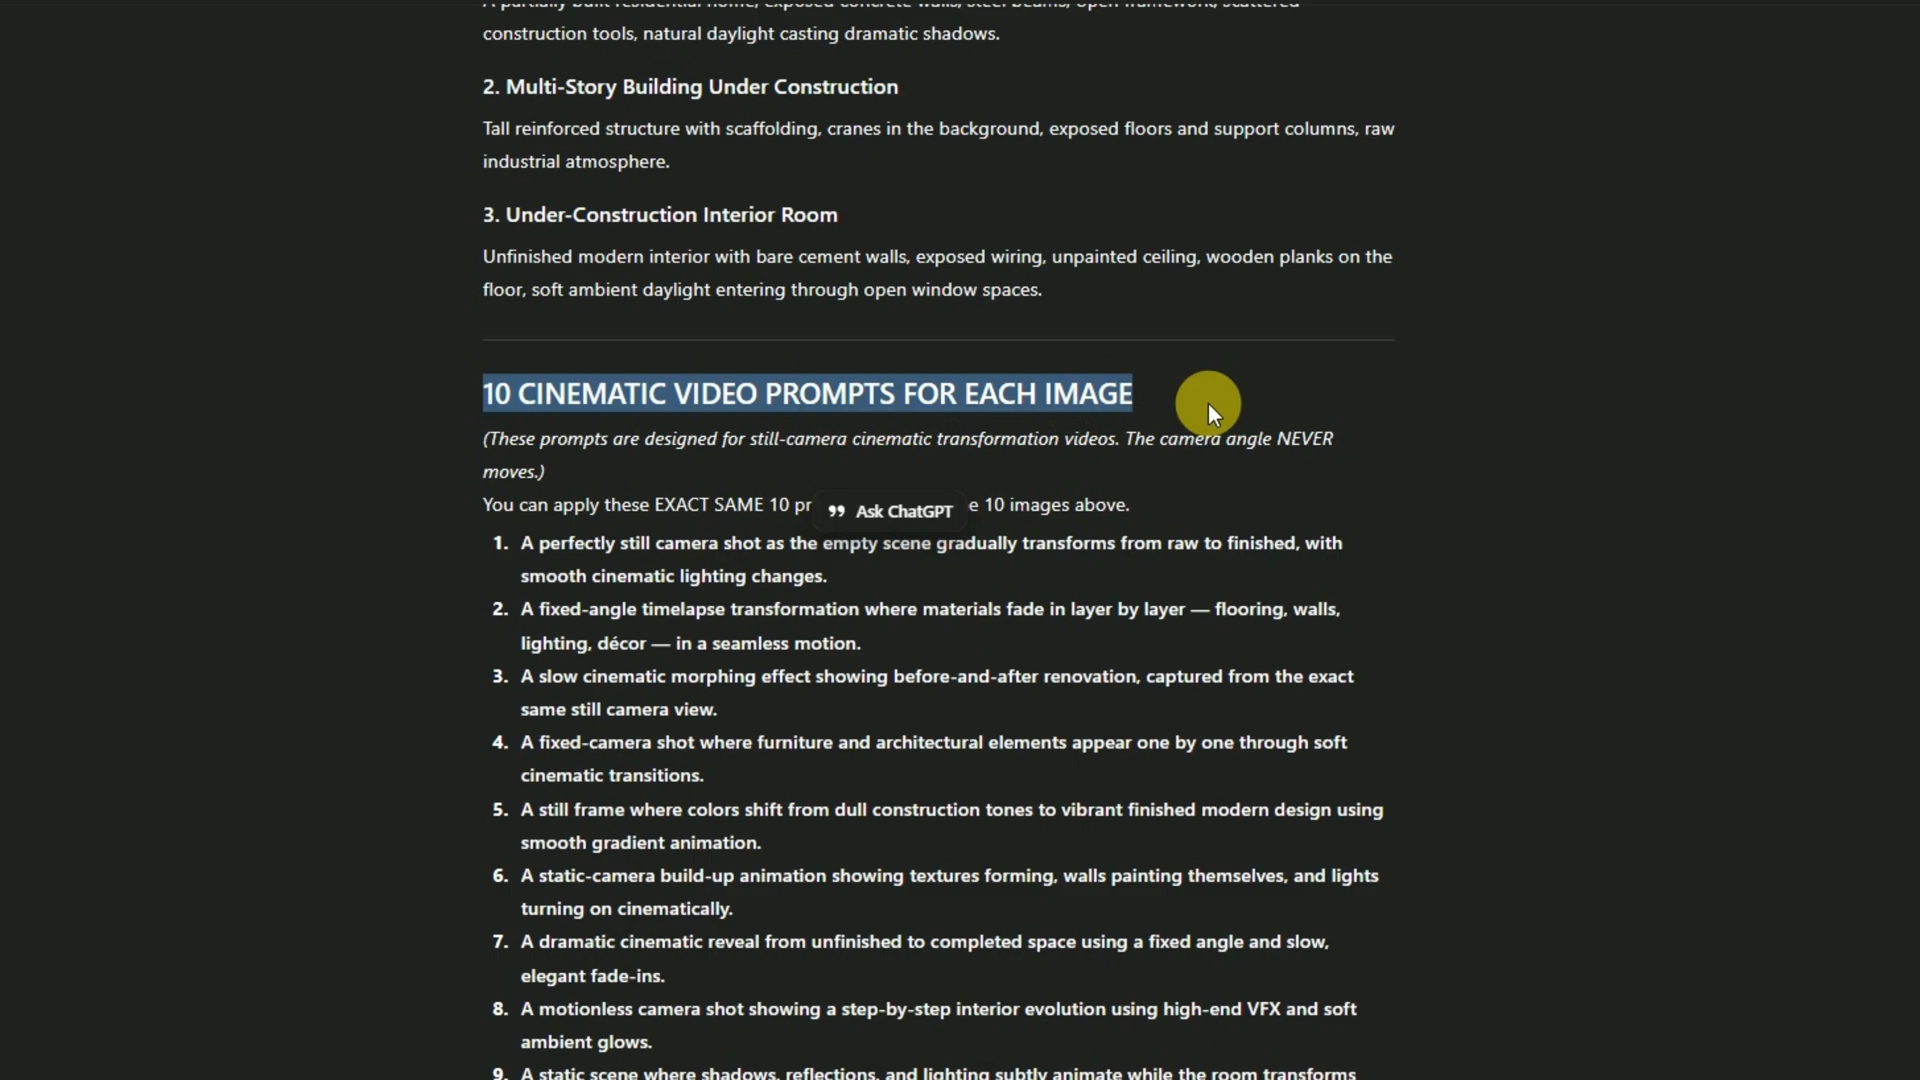 A partially built residential home, exposed concrete walls, steel beams, open framework, scattered
construction tools, natural daylight casting dramatic shadows.
2. Multi-Story Building Under Construction
Tall reinforced structure with scaffolding, cranes in the background, exposed floors and support columns, raw
industrial atmosphere.
3. Under-Construction Interior Room
Unfinished modern interior with bare cement walls, exposed wiring, unpainted ceiling, wooden planks on the
floor, soft ambient daylight entering through open window spaces.
10 CINEMATIC VIDEO PROMPTS FOR EACH IMAGE
(These prompts are designed for still-camera cinematic transformation videos. The camera angle NEVER
moves.)
You can apply these EXACT SAME 10 pr e 10 images above.
Ask ChatGPT
1. A perfectly still camera shot as the empty scene gradually transforms from raw to finished, with
smooth cinematic lighting changes.
2. A fixed-angle timelapse transformation where materials fade in layer by layer — flooring, walls,
lighting, décor — in a seamless motion.
3. A slow cinematic morphing effect showing before-and-after renovation, captured from the exact
same still camera view.
4. A fixed-camera shot where furniture and architectural elements appear one by one through soft
cinematic transitions.
5. A still frame where colors shift from dull construction tones to vibrant finished modern design using
smooth gradient animation.
6. A static-camera build-up animation showing textures forming, walls painting themselves, and lights
turning on cinematically.
7. A dramatic cinematic reveal from unfinished to completed space using a fixed angle and slow,
elegant fade-ins.
8. A motionless camera shot showing a step-by-step interior evolution using high-end VFX and soft
ambient glows.
9. A static scene where shadows, reflections, and lighting subtly animate while the room transforms